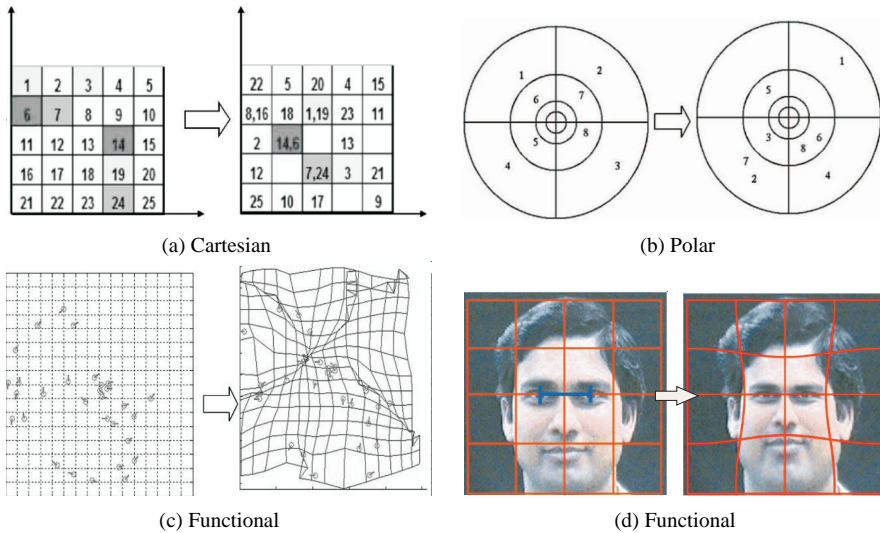 1 2 3 4 5
6 7 8 9 10
11 12 13 14 15
16 17 18 19 20
21 22 23 24 25
22 5 20 4 15
8,16 18 1,19 23 11
2 14,6 13
12 7,24 3 21
25 10 17 9
(a) Cartesian
1 2
6 7
5 8
4 3
1
5
3 6
7 8
2 4
(b) Polar
(c) Functional
(d) Functional